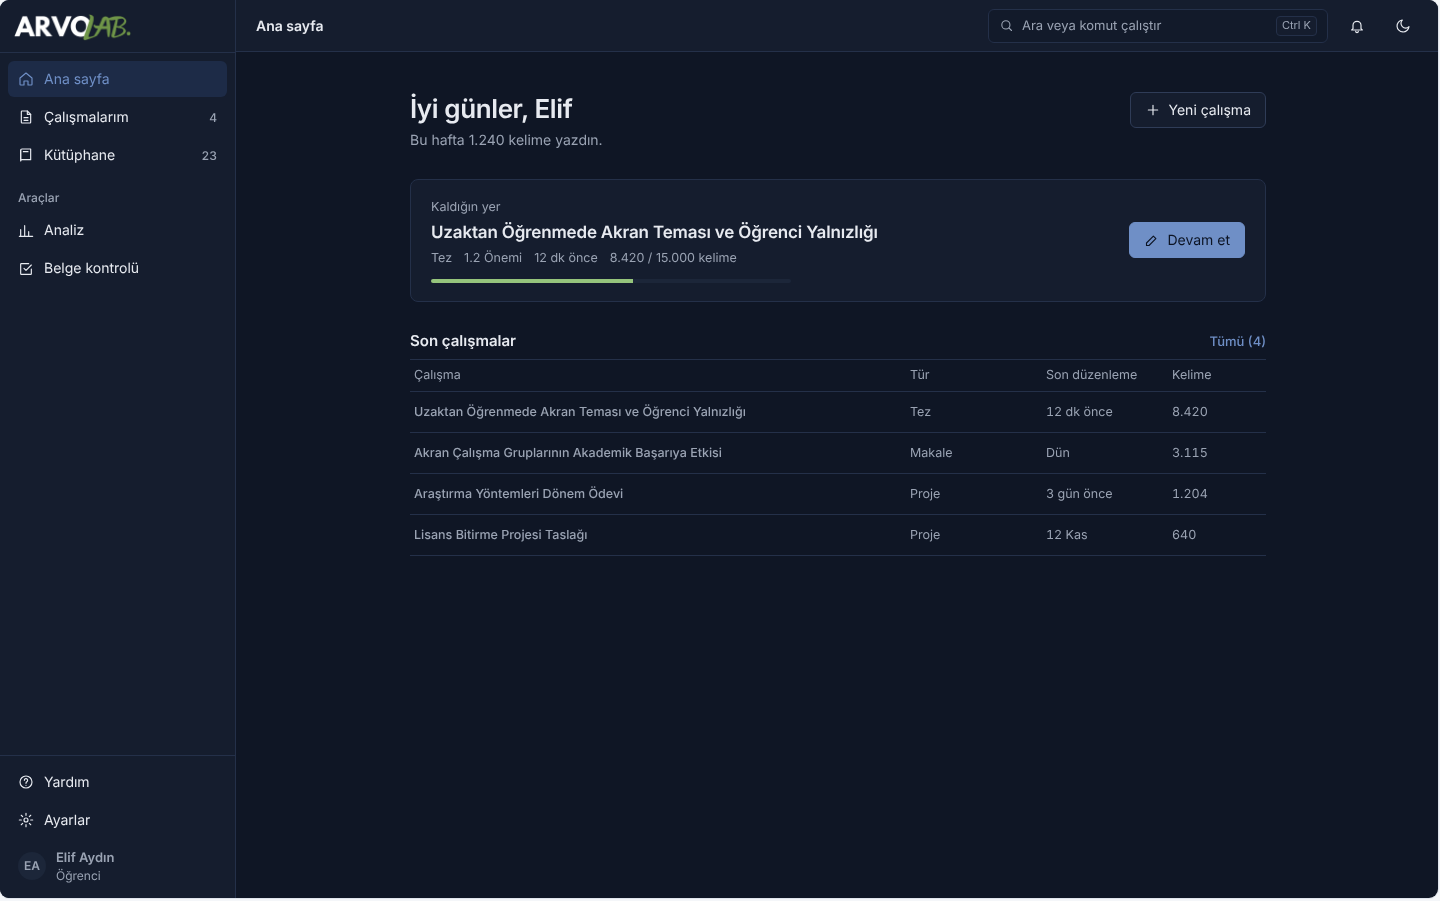 ARVOLAB.
Ana sayfa
Ara veya komut çalıştır
Ctrl K
Ana sayfa
Çalışmalarım 4
Kütüphane 23
Araçlar
Analiz
Belge kontrolü
İyi günler, Elif
Bu hafta 1.240 kelime yazdın.
Yeni çalışma
Kaldığın yer
Uzaktan Öğrenmede Akran Teması ve Öğrenci Yalnızlığı
Tez 1.2 Önemi 12 dk önce 8.420 / 15.000 kelime
Devam et
Son çalışmalar
Tümü (4)
Çalışma Tür Son düzenleme Kelime
Uzaktan Öğrenmede Akran Teması ve Öğrenci Yalnızlığı Tez 12 dk önce 8.420
Akran Çalışma Gruplarının Akademik Başarıya Etkisi Makale Dün 3.115
Araştırma Yöntemleri Dönem Ödevi Proje 3 gün önce 1.204
Lisans Bitirme Projesi Taslağı Proje 12 Kas 640
Yardım
Ayarlar
EA
Elif Aydın
Öğrenci